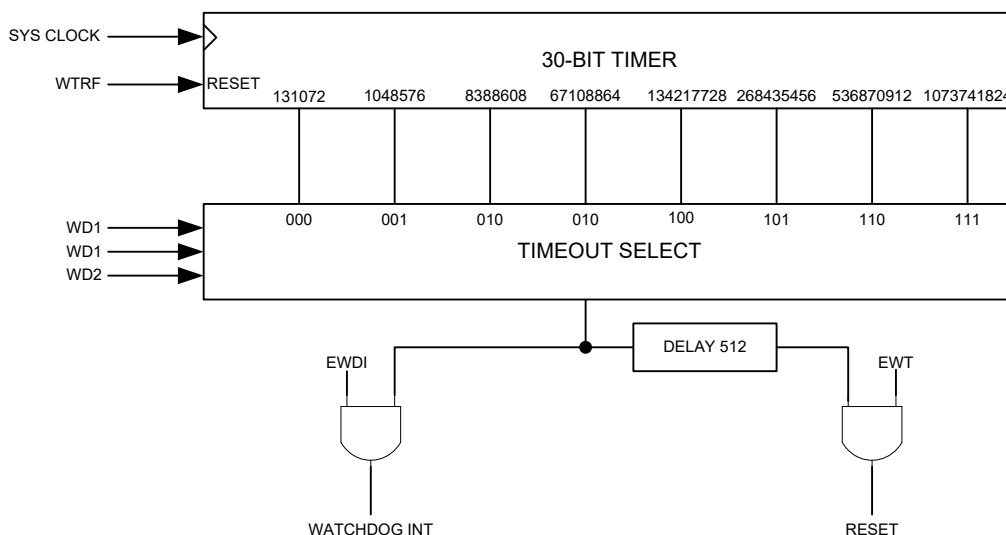 SYS CLOCK
30-BIT TIMER
WTRF
RESET
131072 1048576 8388608 67108864 134217728 268435456 536870912 1073741824
000 001 010 010 100 101 110 111
WD1
TIMEOUT SELECT
WD1
WD2
DELAY 512
EWDI
EWT
WATCHDOG INT
RESET